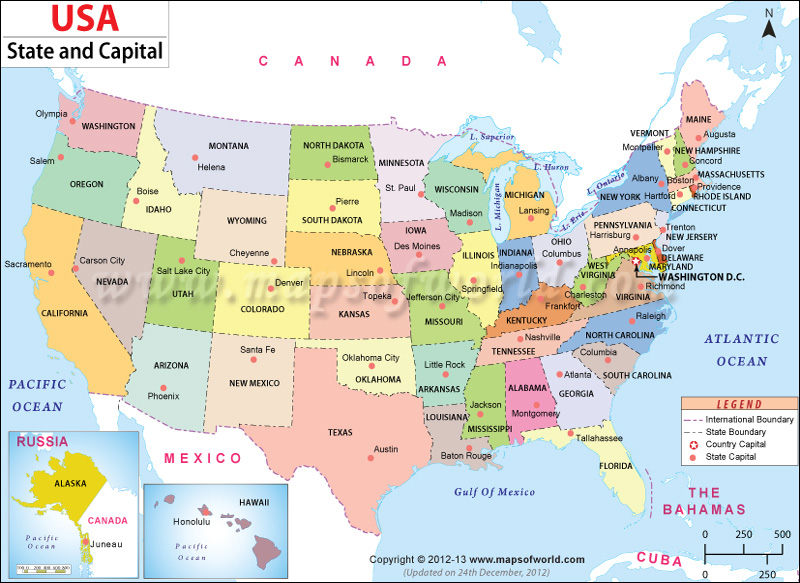 USA
State and Capital
N
CANADA
Olympia
WASHINGTON
Salem
OREGON
Boise
IDAHO
MONTANA
Helena
WYOMING
Cheyenne
NORTH DAKOTA
Bismarck
Pierre
SOUTH DAKOTA
MINNESOTA
St. Paul
L. Superior
WISCONSIN
Madison
L. Michigan
L. Huron
MICHIGAN
Lansing
L. Ontario
L. Erie
MAINE
Augusta
VERMONT
Montpelier
NEW HAMPSHIRE
Concord
MASSACHUSETTS
Boston
Albany
NEW YORK
Providence
RHODE ISLAND
Hartford
CONNECTICUT
Sacramento
CALIFORNIA
Carson City
NEVADA
Salt Lake City
UTAH
Denver
COLORADO
NEBRASKA
Lincoln
IOWA
Des Moines
ILLINOIS
Springfield
INDIANA
Indianapolis
OHIO
Columbus
PENNSYLVANIA
Harrisburg
Trenton
NEW JERSEY
Annapolis
Dover
DELAWARE
MARYLAND
WASHINGTON D.C.
WEST
VIRGINIA
Charleston
VIRGINIA
Richmond
www.mapsofworld.com
Topeka
KANSAS
Jefferson City
MISSOURI
KENTUCKY
Frankfort
Raleigh
NORTH CAROLINA
Nashville
TENNESSEE
ARIZONA
Phoenix
Santa Fe
NEW MEXICO
Oklahoma City
OKLAHOMA
Little Rock
ARKANSAS
Columbia
SOUTH CAROLINA
Atlanta
GEORGIA
ALABAMA
Montgomery
Jackson
MISSISSIPPI
LOUISIANA
Baton Rouge
TEXAS
Austin
Tallahassee
FLORIDA
PACIFIC
OCEAN
ATLANTIC
OCEAN
MEXICO
Gulf Of Mexico
THE
BAHAMAS
CUBA
LEGEND
International Boundary
State Boundary
Country Capital
State Capital
RUSSIA
ALASKA
CANADA
Pacific
Ocean
Juneau
HAWAII
Honolulu
Pacific
Ocean
0 500 500
250
Copyright © 2012-13 www.mapsofworld.com
(Updated on 24th December, 2012)